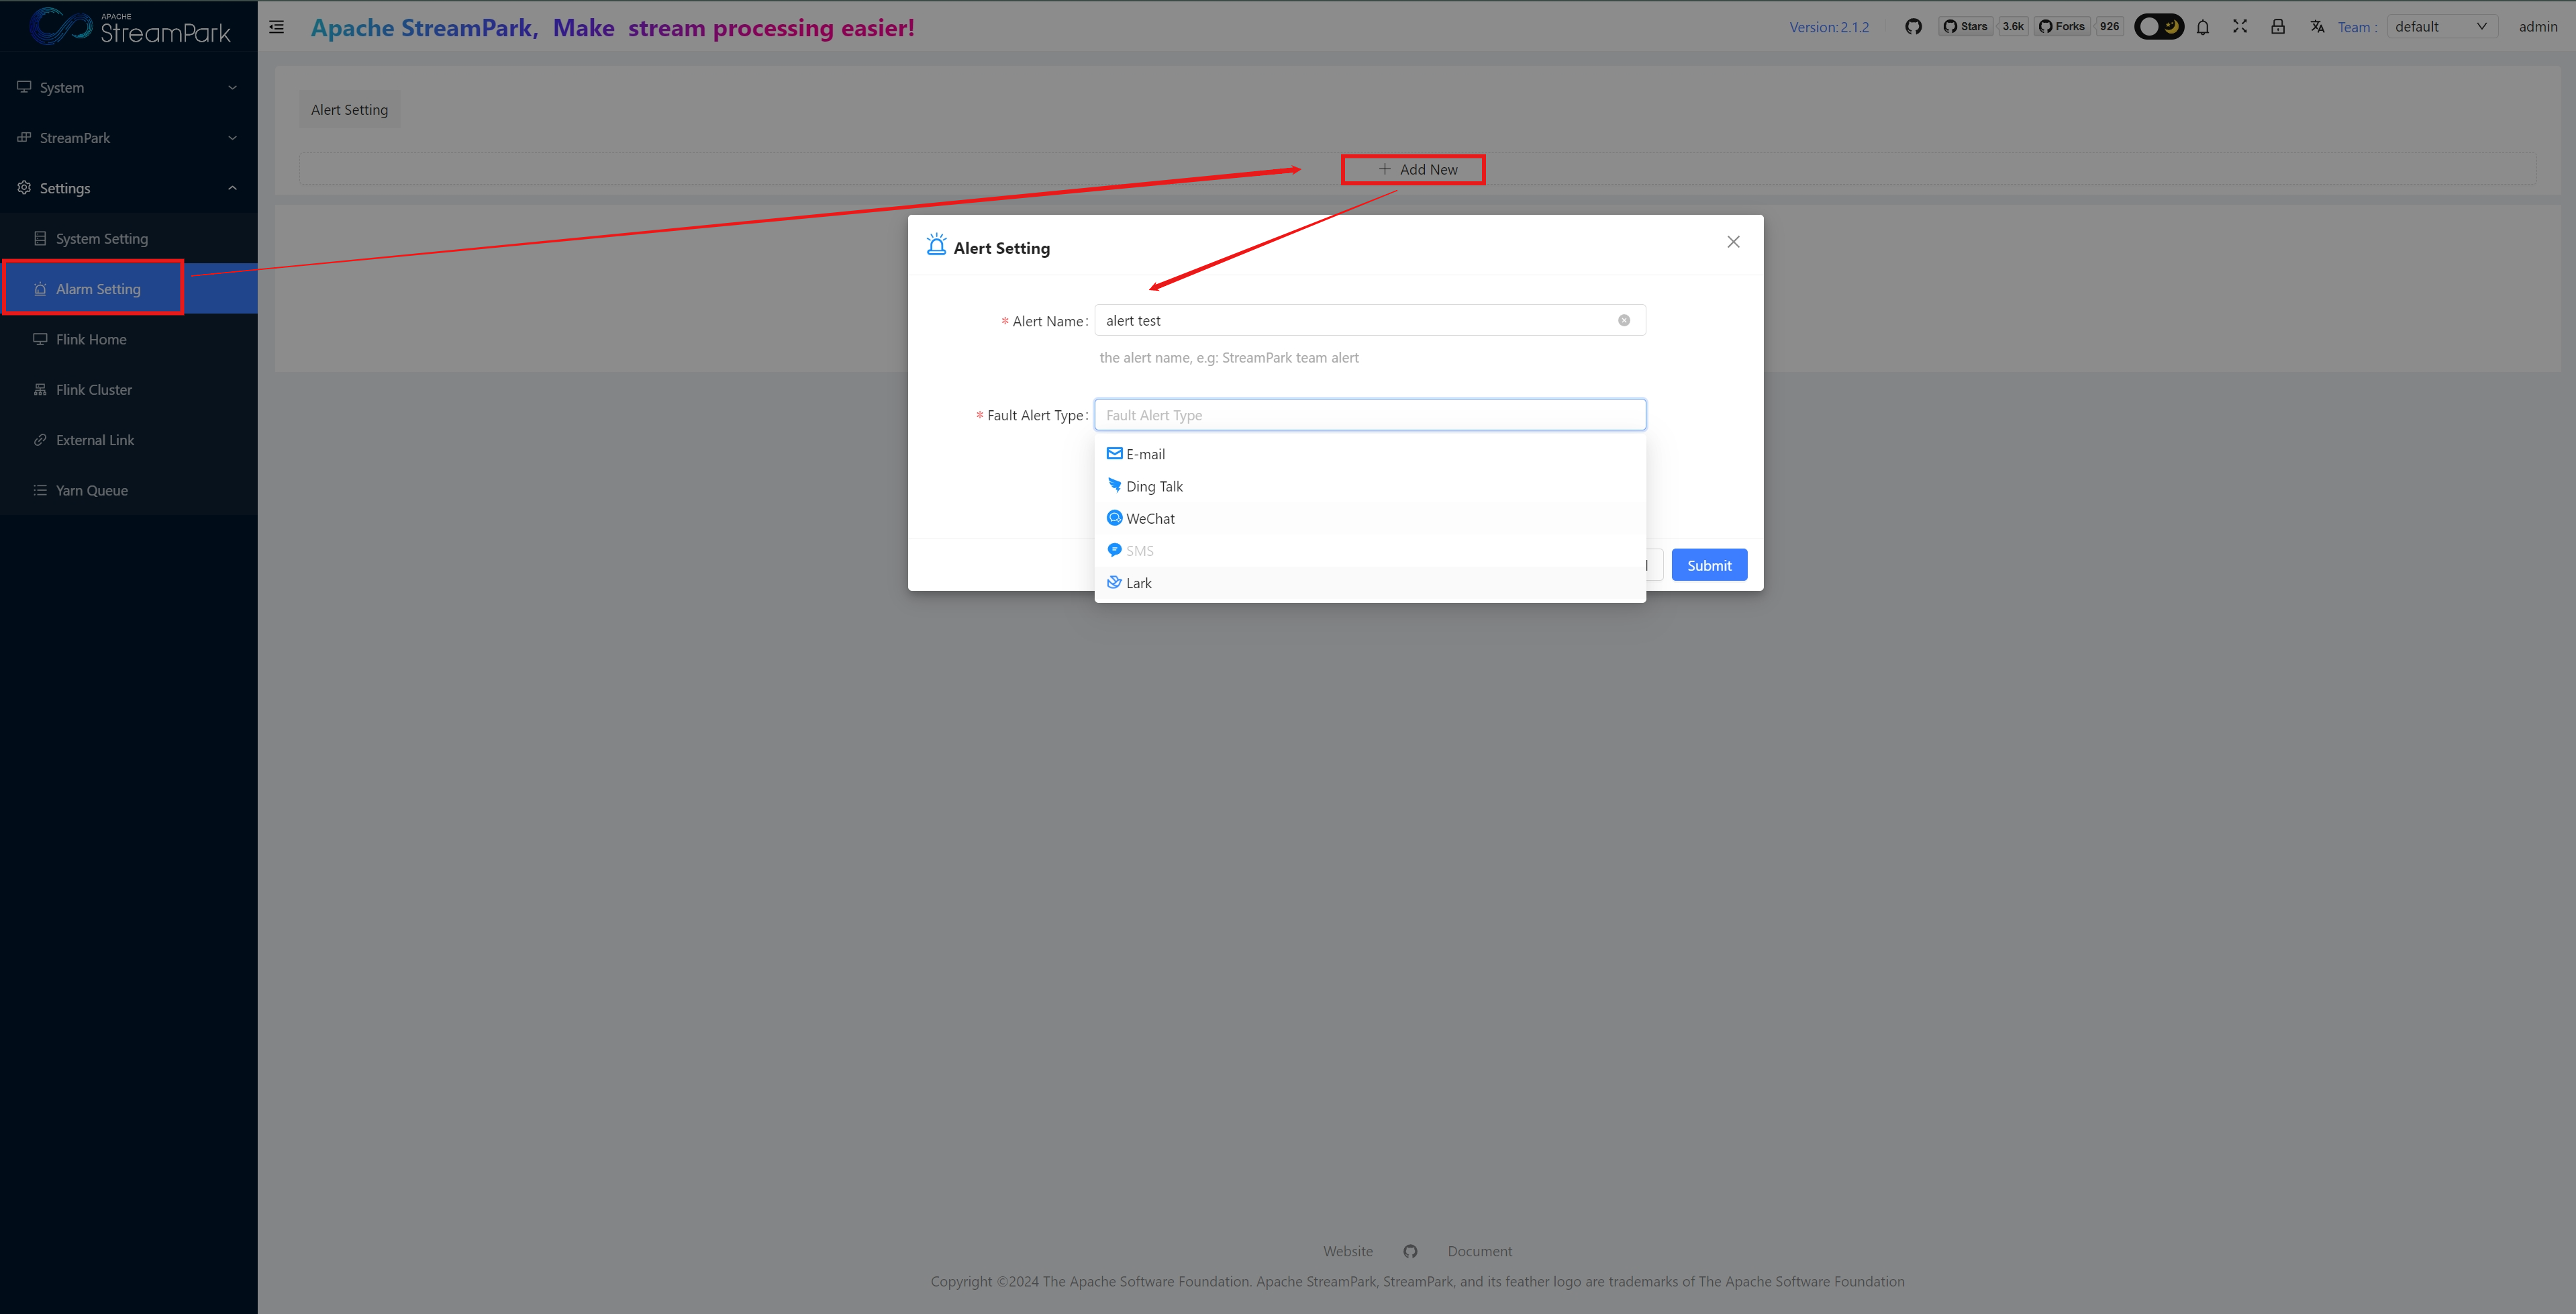 APACHE
StreamPark
Apache StreamPark, Make stream processing easier!
Version:2.1.2
Stars
3.6k
Forks
926
Team :
default
admin
System
StreamPark
Settings
System Setting
Alarm Setting
Flink Home
Flink Cluster
External Link
Yarn Queue
Alert Setting
Add New
Alert Setting
* Alert Name:
alert test
the alert name, e.g: StreamPark team alert
* Fault Alert Type:
Fault Alert Type
E-mail
Ding Talk
WeChat
SMS
Lark
Submit
Website
Document
Copyright ©2024 The Apache Software Foundation. Apache StreamPark, StreamPark, and its feather logo are trademarks of The Apache Software Foundation